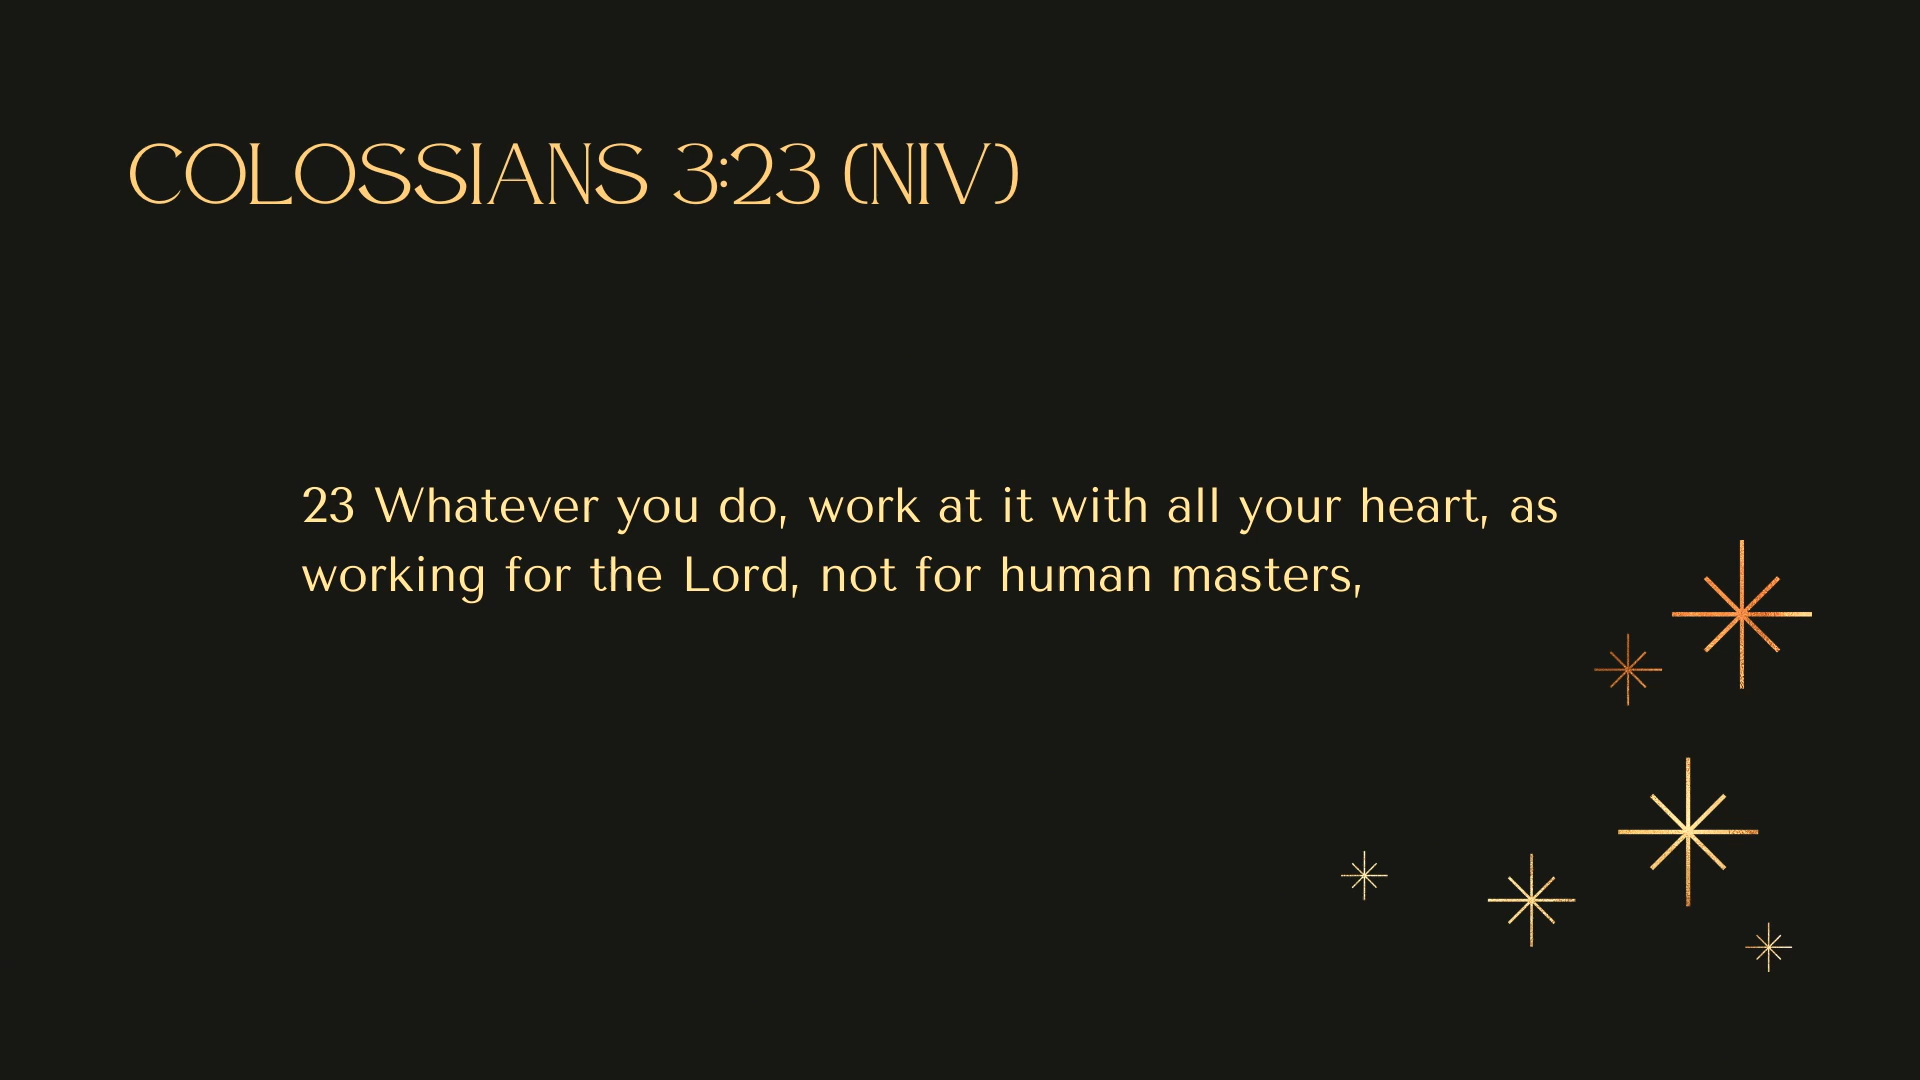 COLOSSIANS 3:23 (NIV)
23 Whatever you do, work at it with all your heart, as
working for the Lord, not for human masters,